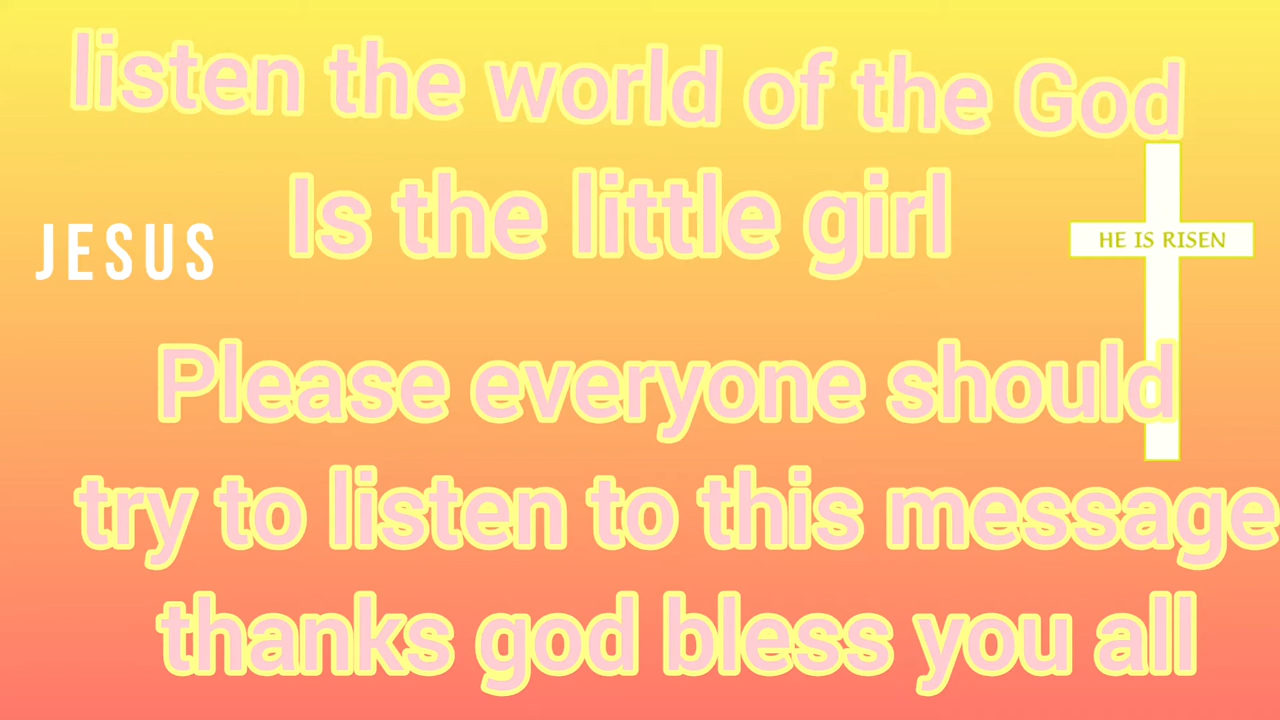 listen the world of the God
Is the little girl
JESUS
HE IS RISEN
Please everyone should
try to listen to this message
thanks god bless you all